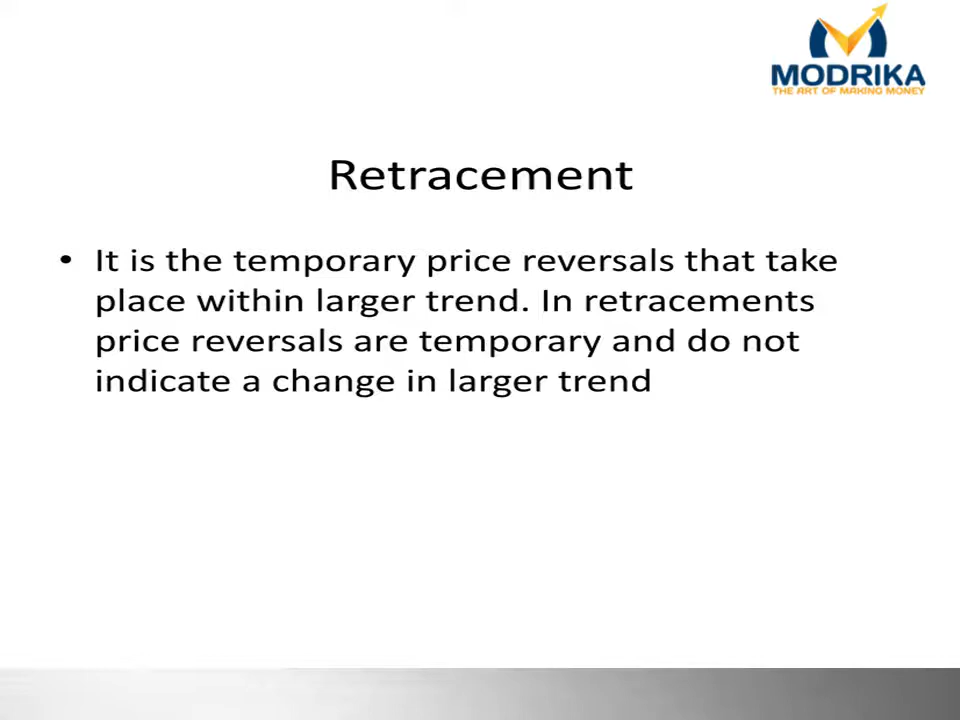 MODRIKA
THE ART OF MAKING MONEY
Retracement
• It is the temporary price reversals that take
place within larger trend. In retracements
price reversals are temporary and do not
indicate a change in larger trend